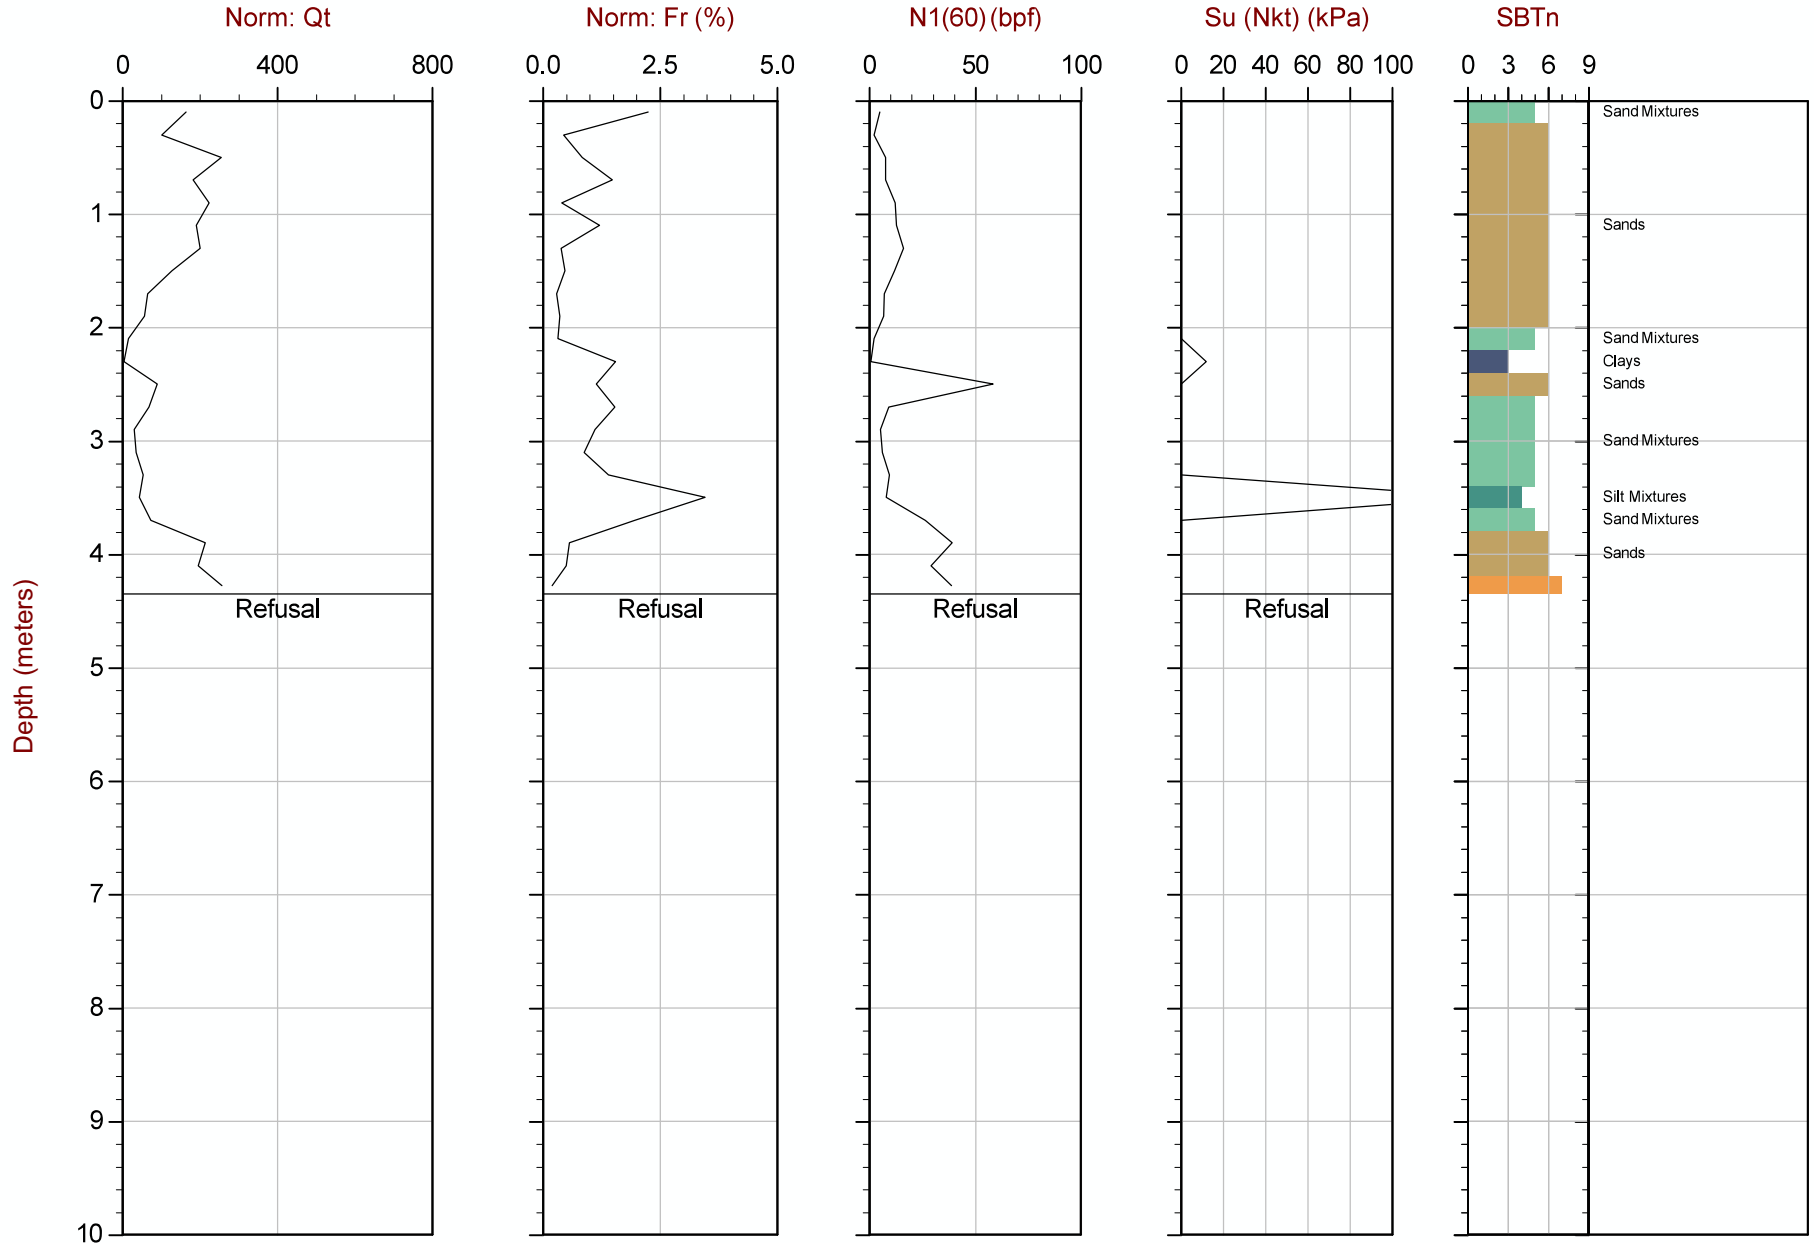 Norm: Qt Norm: Fr (%) N1(60) (bpf) Su (Nkt) (kPa) SBTn
0 400 800 0.0 2.5 5.0 0 50 100 0 20 40 60 80 100 0 3 6 9
0
Sand Mixtures
1
Sands
2
Sand Mixtures
Clays
Sands
3
Sand Mixtures
Silt Mixtures
Sand Mixtures
4
Sands
Refusal Refusal Refusal Refusal
Depth (meters)
5
6
7
8
9
10